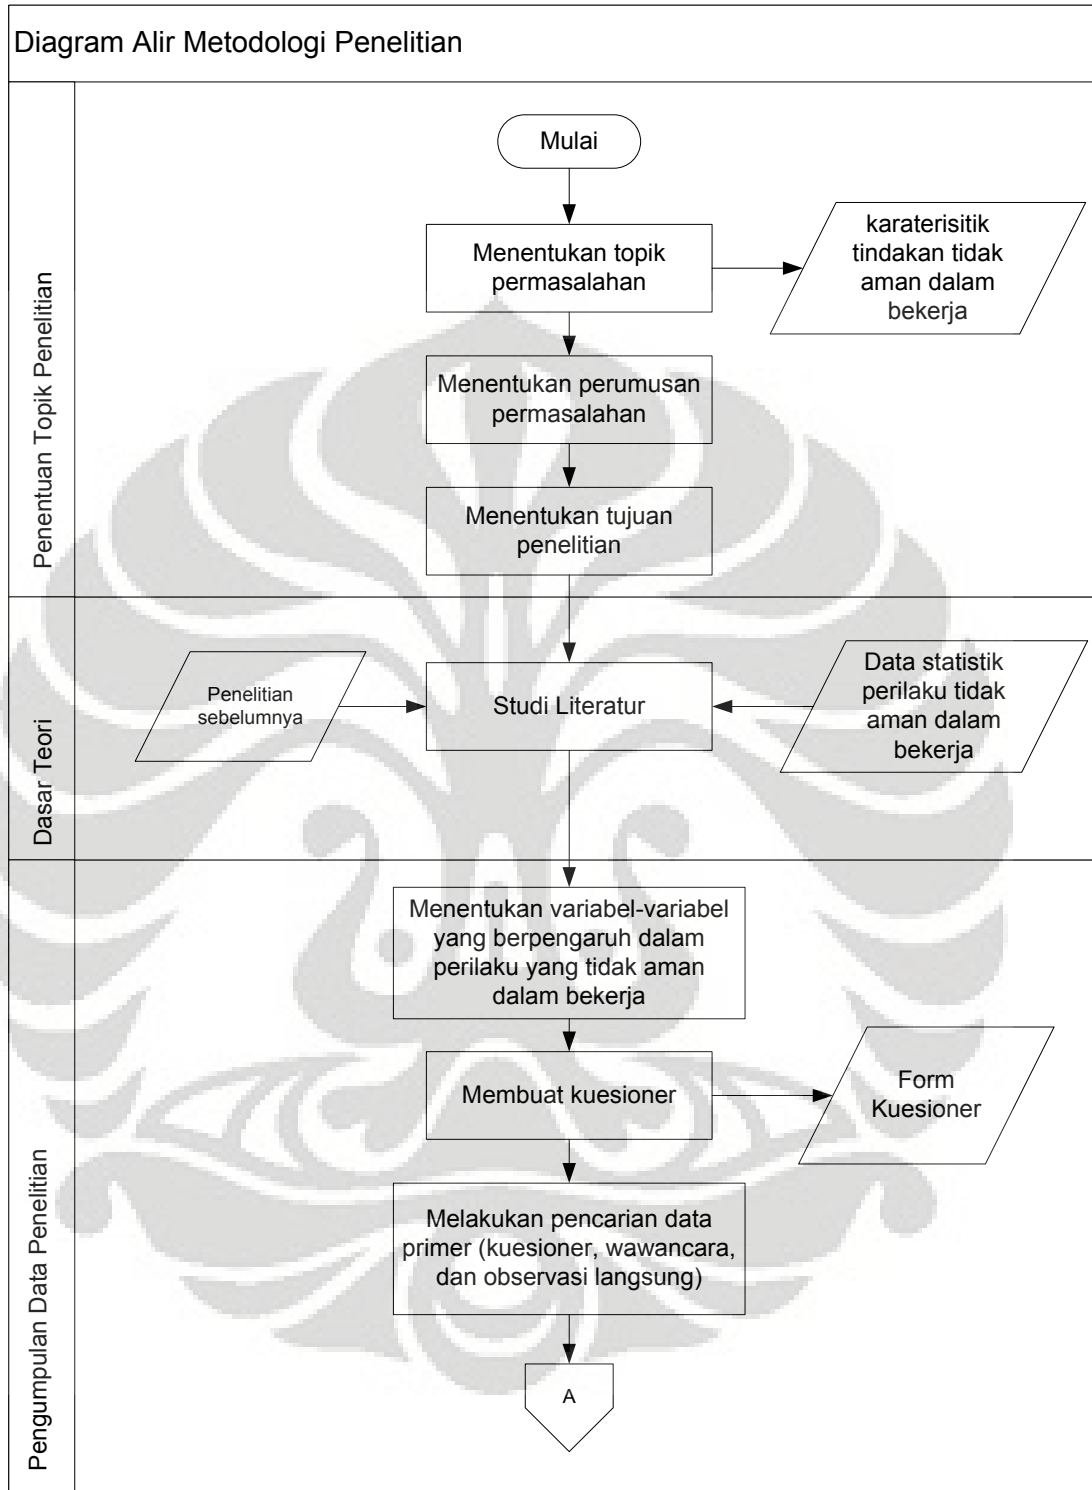 Diagram Alir Metodologi Penelitian
Penentuan Topik Penelitian
Mulai
Menentukan topik
permasalahan
karaterisitik
tindakan tidak
aman dalam
bekerja
Menentukan perumusan
permasalahan
Menentukan tujuan
penelitian
Dasar Teori
Penelitian
sebelumnya
Studi Literatur
Data statistik
perilaku tidak
aman dalam
bekerja
Pengumpulan Data Penelitian
Menentukan variabel-variabel
yang berpengaruh dalam
perilaku yang tidak aman
dalam bekerja
Membuat kuesioner
Form
Kuesioner
Melakukan pencarian data
primer (kuesioner, wawancara,
dan observasi langsung)
A